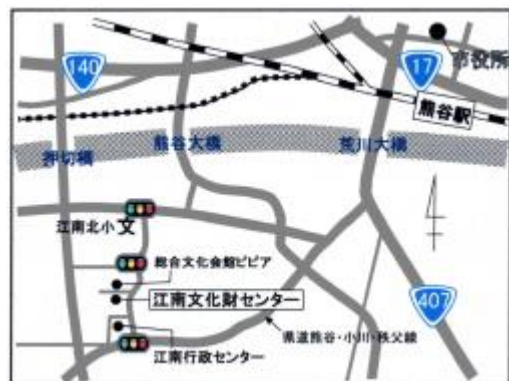 140
17
市役所
熊谷駅
押切橋
熊谷大橋
荒川大橋
江南北小 文
総合文化会館ピピア
江南文化財センター
407
県道熊谷・小川・秩父線
江南行政センター